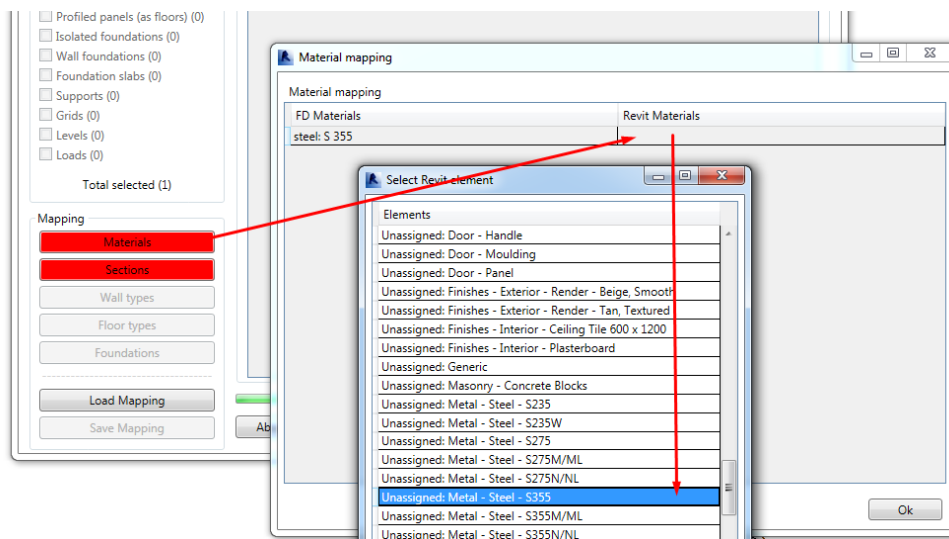 Profiled panels (as floors) (0)
Isolated foundations (0)
Wall foundations (0)
Foundation slabs (0)
Supports (0)
Grids (0)
Levels (0)
Loads (0)
Total selected (1)
Mapping
Materials
Sections
Wall types
Floor types
Foundations
Load Mapping
Save Mapping
Ab
Material mapping
Material mapping
FD Materials
Revit Materials
steel: S 355
Select Revit element
Elements
Unassigned: Door - Handle
Unassigned: Door - Moulding
Unassigned: Door - Panel
Unassigned: Finishes - Exterior - Render - Beige, Smooth
Unassigned: Finishes - Exterior - Render - Tan, Textured
Unassigned: Finishes - Interior - Ceiling Tile 600 x 1200
Unassigned: Finishes - Interior - Plasterboard
Unassigned: Generic
Unassigned: Masonry - Concrete Blocks
Unassigned: Metal - Steel - S235
Unassigned: Metal - Steel - S235W
Unassigned: Metal - Steel - S275
Unassigned: Metal - Steel - S275M/ML
Unassigned: Metal - Steel - S275N/NL
Unassigned: Metal - Steel - S355
Unassigned: Metal - Steel - S355M/ML
Unassigned: Metal - Steel - S355N/NL
Ok